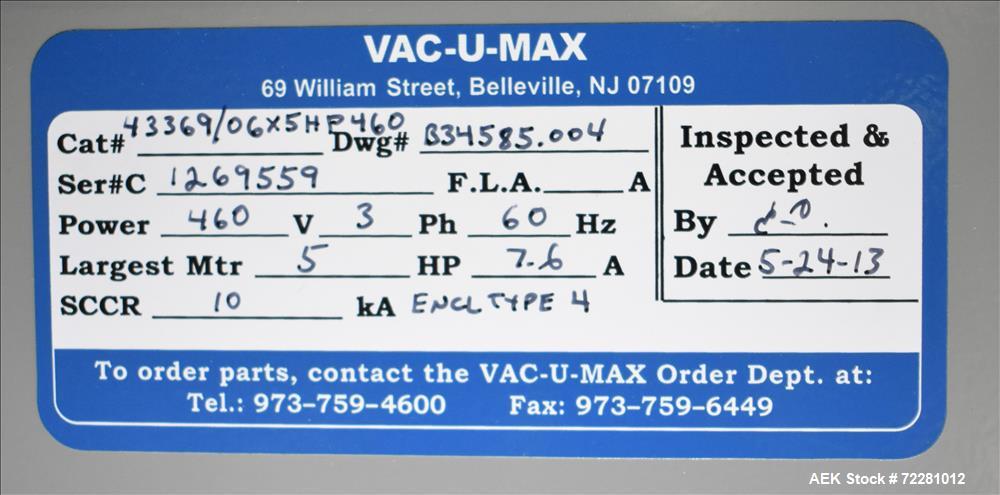 VAC-U-MAX
69 William Street, Belleville, NJ 07109
Cat# 43369/06X5HP460 Dwg# B34585.004
Ser#C 1269559 F.L.A. A
Power 460 V 3 Ph 60 Hz
Largest Mtr 5 HP 7.6 A
SCCR 10 kA ENCL TYPE 4
Inspected &
Accepted
By
Date 5-24-13
To order parts, contact the VAC-U-MAX Order Dept. at:
Tel.: 973-759-4600 Fax: 973-759-6449
AEK Stock # 72281012